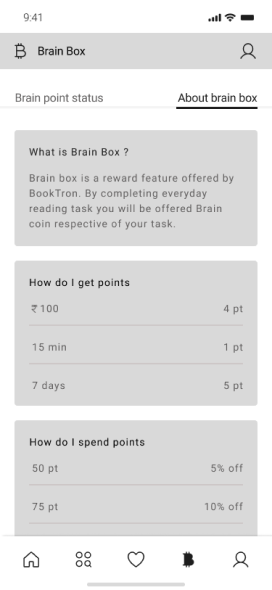 9:41
Brain Box
Brain point status About brain box
What is Brain Box ?
Brain box is a reward feature offered by
BookTron. By completing everyday
reading task you will be offered Brain
coin respective of your task.
How do I get points
₹ 100 4 pt
15 min 1 pt
7 days 5 pt
How do I spend points
50 pt 5% off
75 pt 10% off